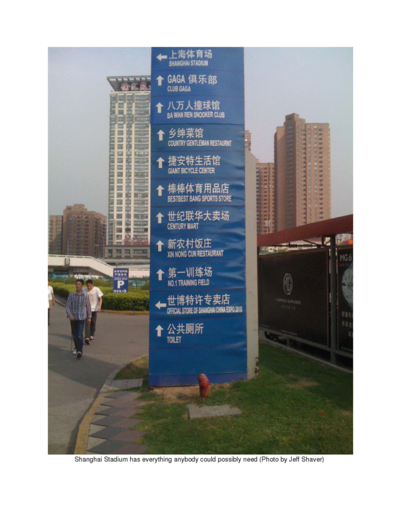 上海体育场
SHANGHAI STADIUM
GAGA 俱乐部
CLUB GAGA
八万人撞球馆
BA WAN REN SNOOKER CLUB
乡绅菜馆
COUNTRY GENTLEMAN RESTAURNT
捷安特生活馆
GIANT BICYCLE CENTER
棒棒体育用品店
BESTBEST BANG SPORTS STORE
世纪联华大卖场
CENTURY MART
新农村饭庄
XIN NONG CUN RESTAURANT
第一训练场
NO.1 TRAINING FIELD
世博特许专卖店
OFFICIAL STORE OF SHANGHAI CHINA EXPO.2010
公共厕所
TOILET
P
MG
MG6
Shanghai Stadium has everything anybody could possibly need (Photo by Jeff Shaver)